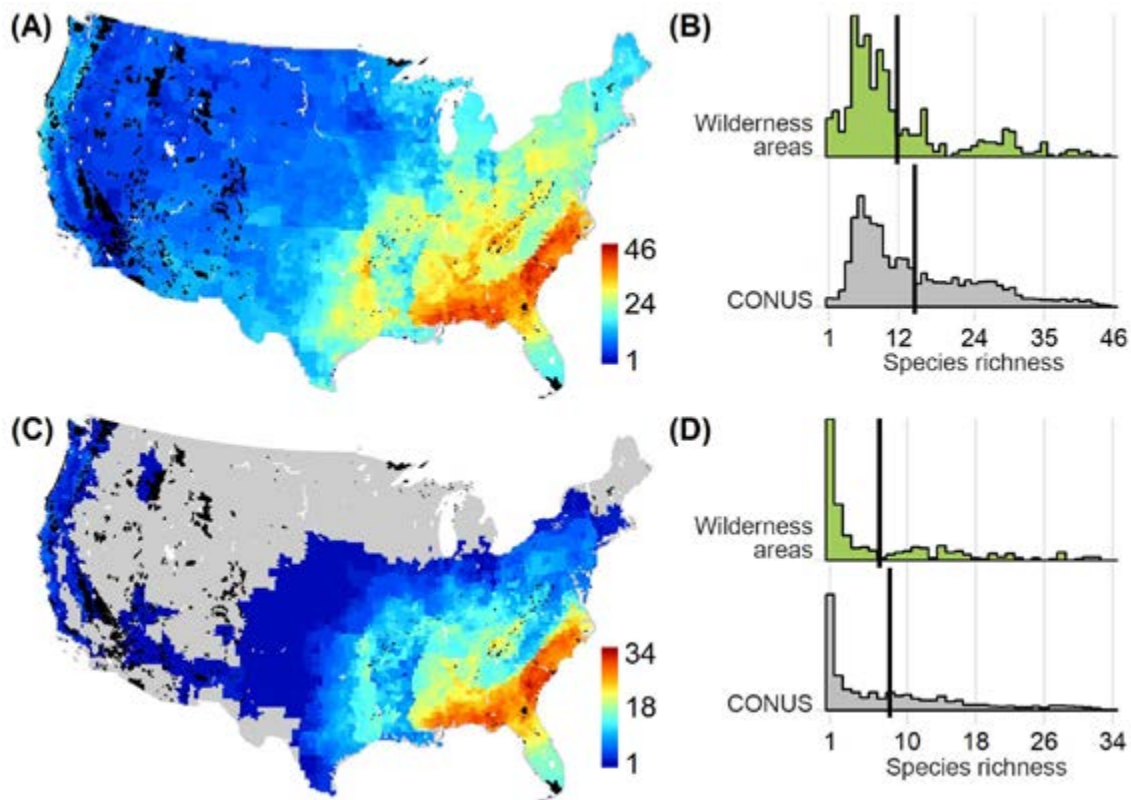 (A)
46
24
1
(B)
Wilderness
areas
CONUS
1 12 24 35 46
Species richness
(C)
34
18
1
(D)
Wilderness
areas
CONUS
1 10 18 26 34
Species richness